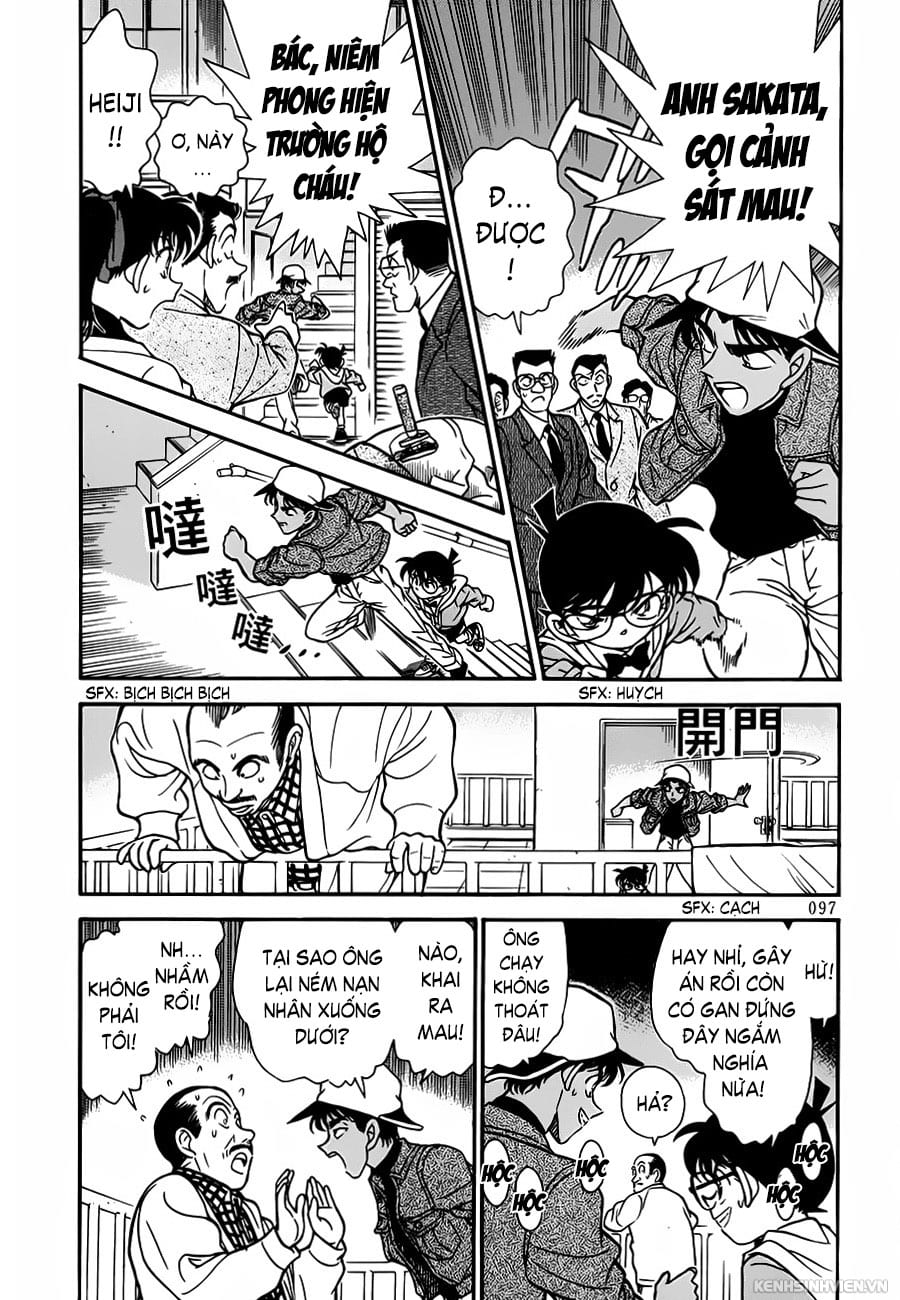 ANH SAKATA,
GỌI CẢNH
SÁT MAU!
Đ...
ĐƯỢC
!
BÁC, NIÊM
PHONG HIỆN
TRƯỜNG HỘ
CHÁU!
Ơ, NÀY
...
HEIJI
!!
SFX: HUỴCH
噠
噠
噠...
SFX: BỊCH BỊCH BỊCH
開門
SFX: CẠCH
097
HỪ!
HAY NHỈ, GÂY
ÁN RỒI CÒN
CÓ GAN ĐỨNG
ĐÂY NGẮM
NGHÍA
NỮA!
ÔNG
CHẠY
KHÔNG
THOÁT
ĐÂU!
HẢ?
HỘC
HỘC
HỘC
HỘC
HỘC
HỘC
NÀO,
KHAI
RA
MAU!
TẠI SAO ÔNG
LẠI NÉM NẠN
NHÂN XUỐNG
DƯỚI?
NH...
NHẦM
RỒI!
KHÔNG
PHẢI
TÔI!
KENHSINHVIEN.VN